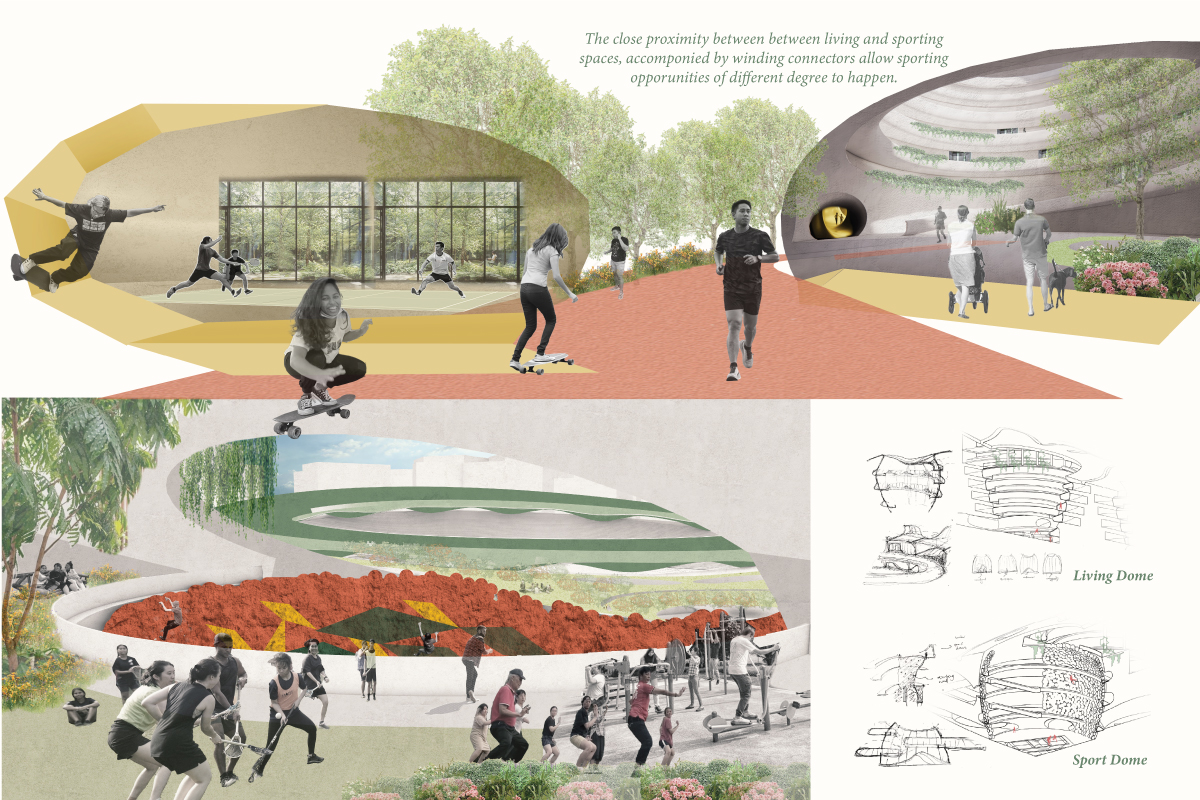 The close proximity between between living and sporting
spaces, accomponied by winding connectors allow sporting
opporunities of different degree to happen.
Living Dome
Sport Dome